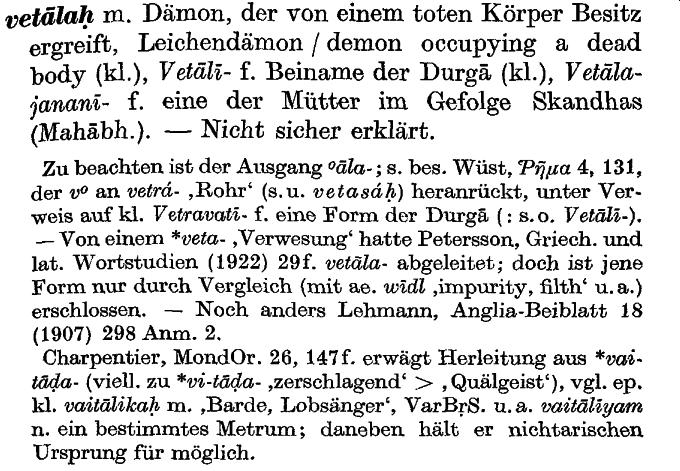 vetālaḥ m. Dämon, der von einem toten Körper Besitz
ergreift, Leichendämon / demon occupying a dead
body (kl.), Vetālī- f. Beiname der Durgā (kl.), Vetāla-
jananī- f. eine der Mütter im Gefolge Skandhas
(Mahābh.). — Nicht sicher erklärt.
Zu beachten ist der Ausgang °āla-; s. bes. Wüst, Ῥῆμα 4, 131,
der v° an vetrá- ‚Rohr‘ (s. u. vetasáḥ) heranrückt, unter Ver-
weis auf kl. Vetravatī- f. eine Form der Durgā (: s. o. Vetālī-).
— Von einem *veta- ‚Verwesung‘ hatte Petersson, Griech. und
lat. Wortstudien (1922) 29f. vetāla- abgeleitet; doch ist jene
Form nur durch Vergleich (mit ae. wīdl ‚impurity, filth‘ u. a.)
erschlossen. — Noch anders Lehmann, Anglia-Beiblatt 18
(1907) 298 Anm. 2.
Charpentier, MondOr. 26, 147f. erwägt Herleitung aus *vai-
tāḍa- (viell. zu *vi-tāḍa- ‚zerschlagend‘ > ‚Quälgeist‘), vgl. ep.
kl. vaitālikaḥ m. ‚Barde, Lobsänger‘, VarBṛS. u. a. vaitālīyam
n. ein bestimmtes Metrum; daneben hält er nichtarischen
Ursprung für möglich.